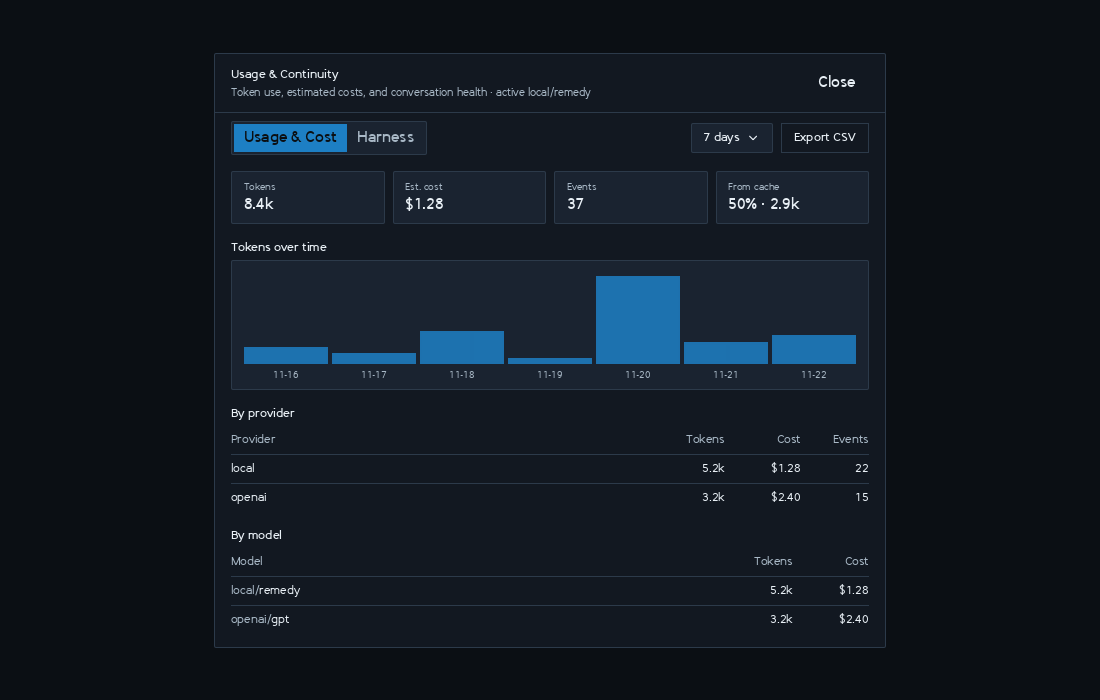 Usage & Continuity
Token use, estimated costs, and conversation health · active local/remedy
Close
Usage & Cost Harness
7 days Export CSV
Tokens Est. cost Events From cache
8.4k $1.28 37 50% · 2.9k
Tokens over time
11-16 11-17 11-18 11-19 11-20 11-21 11-22
By provider
Provider Tokens Cost Events
local 5.2k $1.28 22
openai 3.2k $2.40 15
By model
Model Tokens Cost
local/remedy 5.2k $1.28
openai/gpt 3.2k $2.40